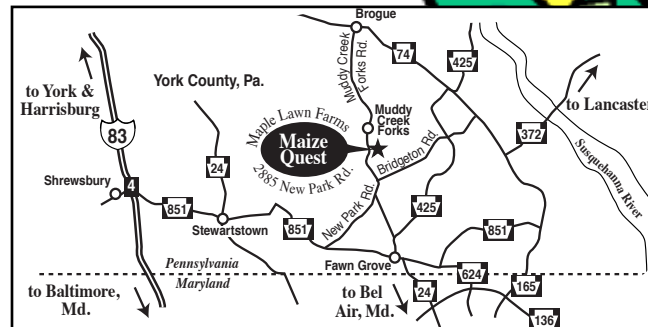 Brogue
to York &
Harrisburg
York County, Pa.
Muddy Creek
Forks Rd.
74
425
to Lancaster
83
Maple Lawn Farms
Maize
Quest
2885 New Park Rd.
Muddy
Creek
Forks
Bridgeton Rd.
372
Susquehanna River
24
Shrewsbury
4
851
Stewartstown
851
New Park Rd.
425
851
Pennsylvania
Maryland
Fawn Grove
624
165
to Baltimore,
Md.
to Bel
Air, Md.
24
136